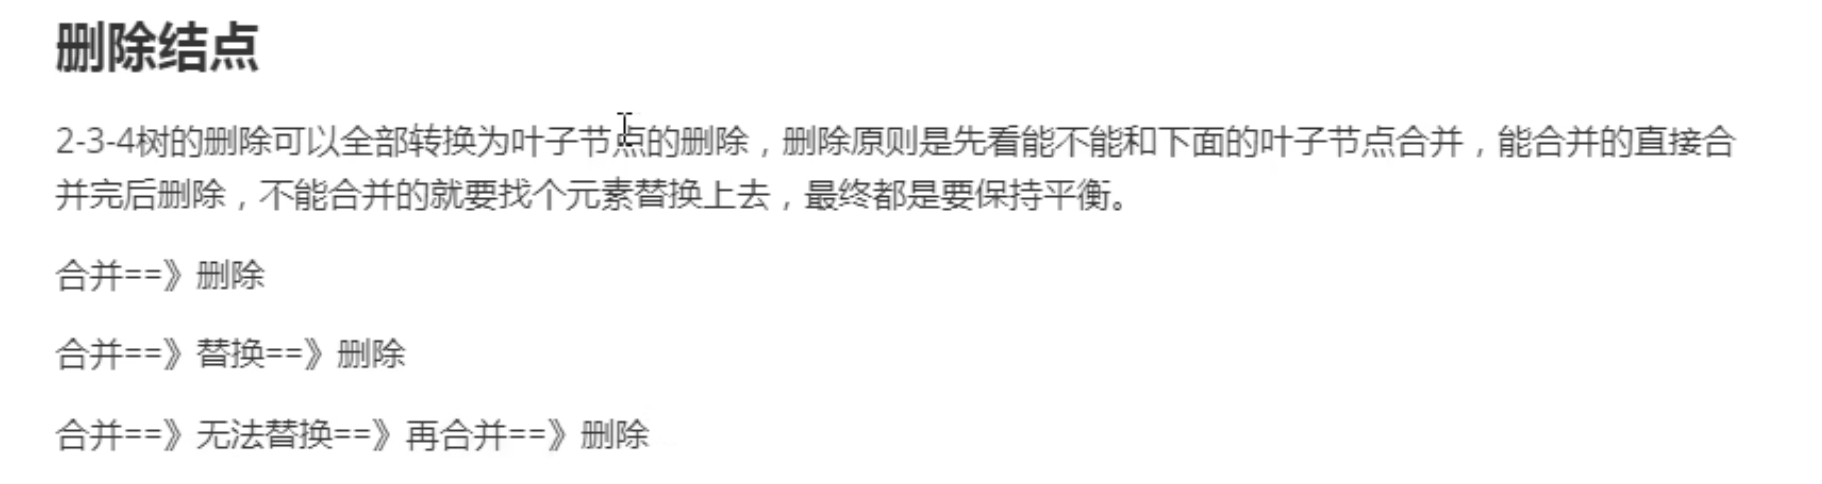 删除结点
2-3-4树的删除可以全部转换为叶子节点的删除，删除原则是先看能不能和下面的叶子节点合并，能合并的直接合
并完后删除，不能合并的就要找个元素替换上去，最终都是要保持平衡。
合并==》删除
合并==》替换==》删除
合并==》无法替换==》再合并==》删除